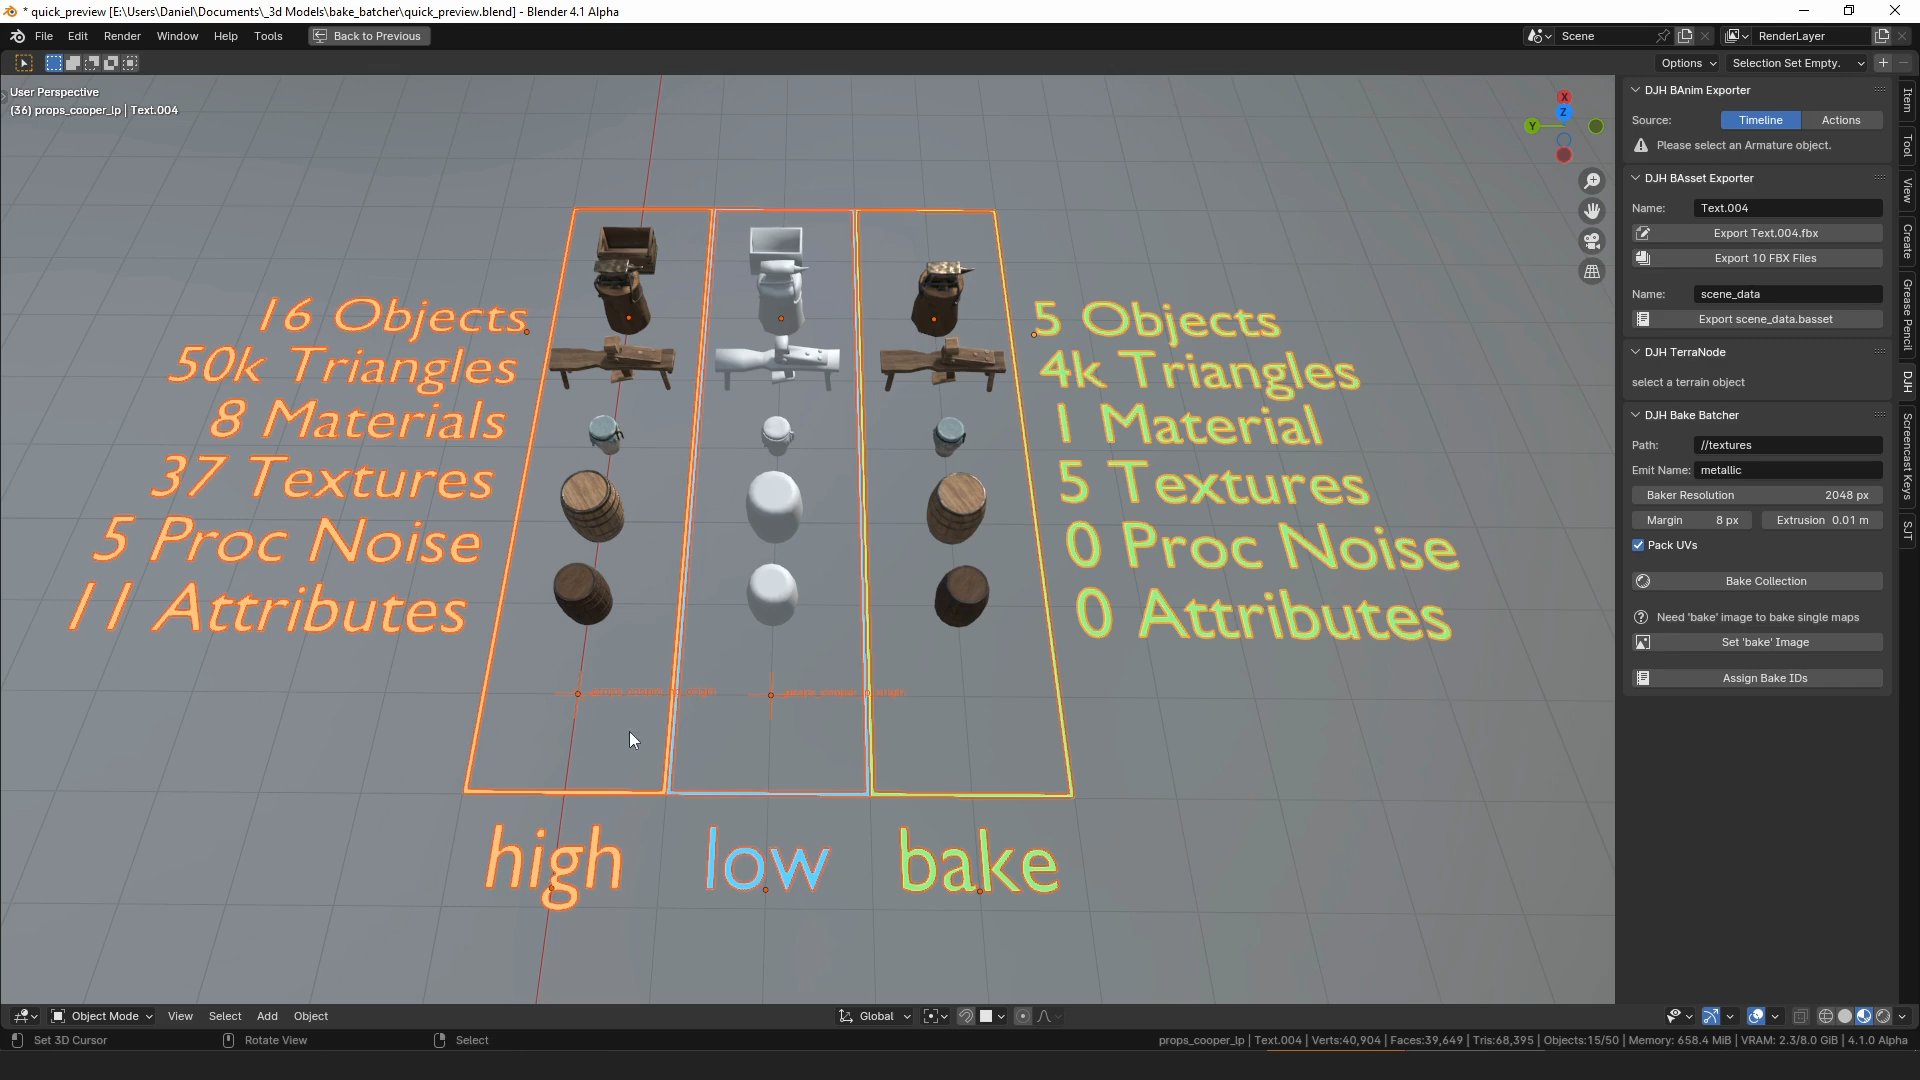 * quick_preview [E:\Users\Daniel\Documents\_3d Models\bake_batcher\quick_preview.blend] - Blender 4.1 Alpha
File Edit Render Window Help Tools Back to Previous Scene RenderLayer
Options Selection Set Empty.
User Perspective
(36) props_cooper_lp | Text.004
X
Z
Y
16 Objects
50k Triangles
8 Materials
37 Textures
5 Proc Noise
11 Attributes
5 Objects
4k Triangles
1 Material
5 Textures
0 Proc Noise
0 Attributes
high low bake
DJH BAnim Exporter
Source: Timeline Actions
Please select an Armature object.
DJH BAsset Exporter
Name: Text.004
Export Text.004.fbx
Export 10 FBX Files
Name: scene_data
Export scene_data.basset
DJH TerraNode
select a terrain object
DJH Bake Batcher
Path: //textures
Emit Name: metallic
Baker Resolution 2048 px
Margin 8 px Extrusion 0.01 m
Pack UVs
Bake Collection
Need 'bake' image to bake single maps
Set 'bake' Image
Assign Bake IDs
Item
Tool
View
Create
Grease Pencil
DJH
Screencast Keys
SJT
Object Mode View Select Add Object Global
Set 3D Cursor Rotate View Select props_cooper_lp | Text.004 | Verts:40,904 | Faces:39,649 | Tris:68,395 | Objects:15/50 | Memory: 658.4 MiB | VRAM: 2.3/8.0 GiB | 4.1.0 Alpha